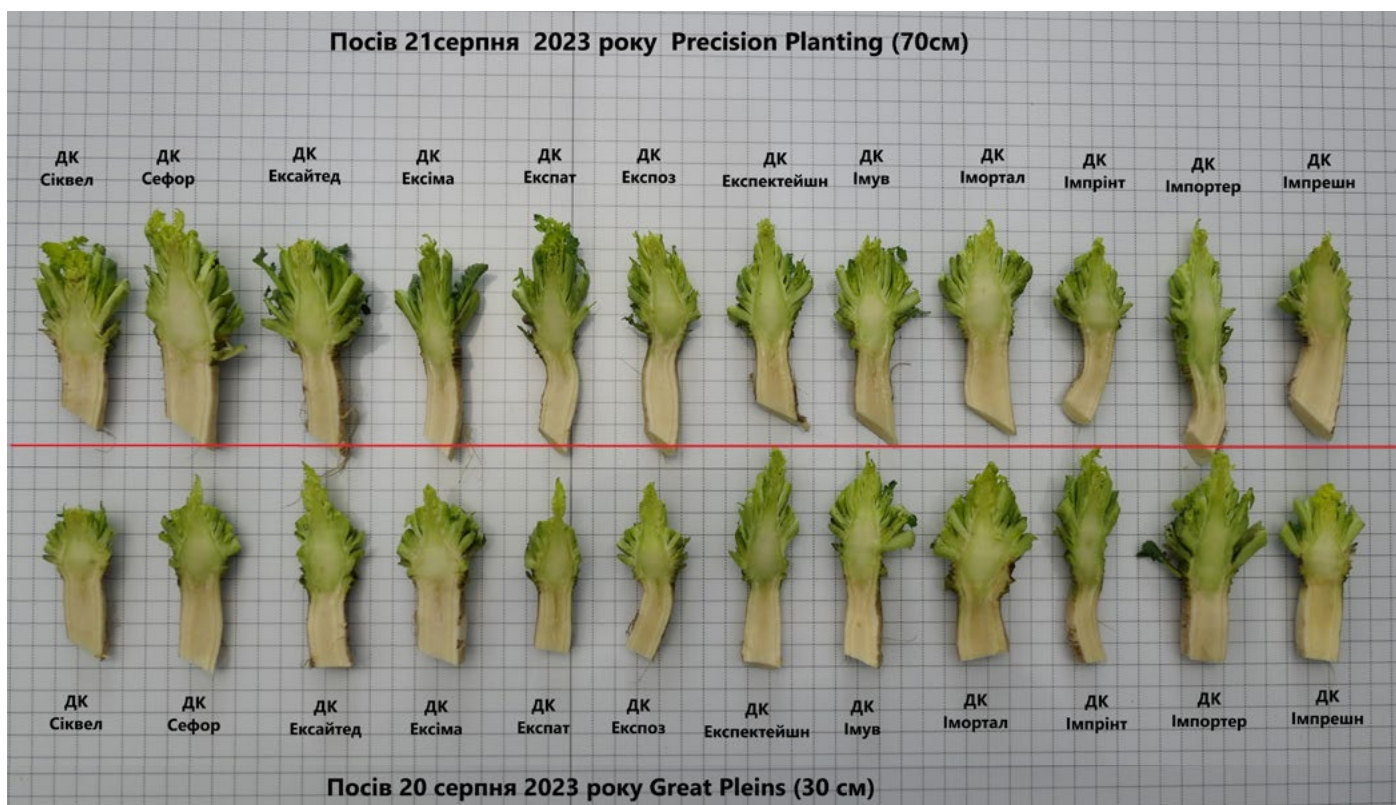 Посів 21серпня 2023 року Precision Planting (70см)
ДК
Сіквел
ДК
Сефор
ДК
Ексайтед
ДК
Ексіма
ДК
Експат
ДК
Експоз
ДК
Експектейшн
ДК
Імув
ДК
Імортал
ДК
Імпрінт
ДК
Імпортер
ДК
Імпрешн
ДК
Сіквел
ДК
Сефор
ДК
Ексайтед
ДК
Ексіма
ДК
Експат
ДК
Експоз
ДК
Експектейшн
ДК
Імув
ДК
Імортал
ДК
Імпрінт
ДК
Імпортер
ДК
Імпрешн
Посів 20 серпня 2023 року Great Pleins (30 см)